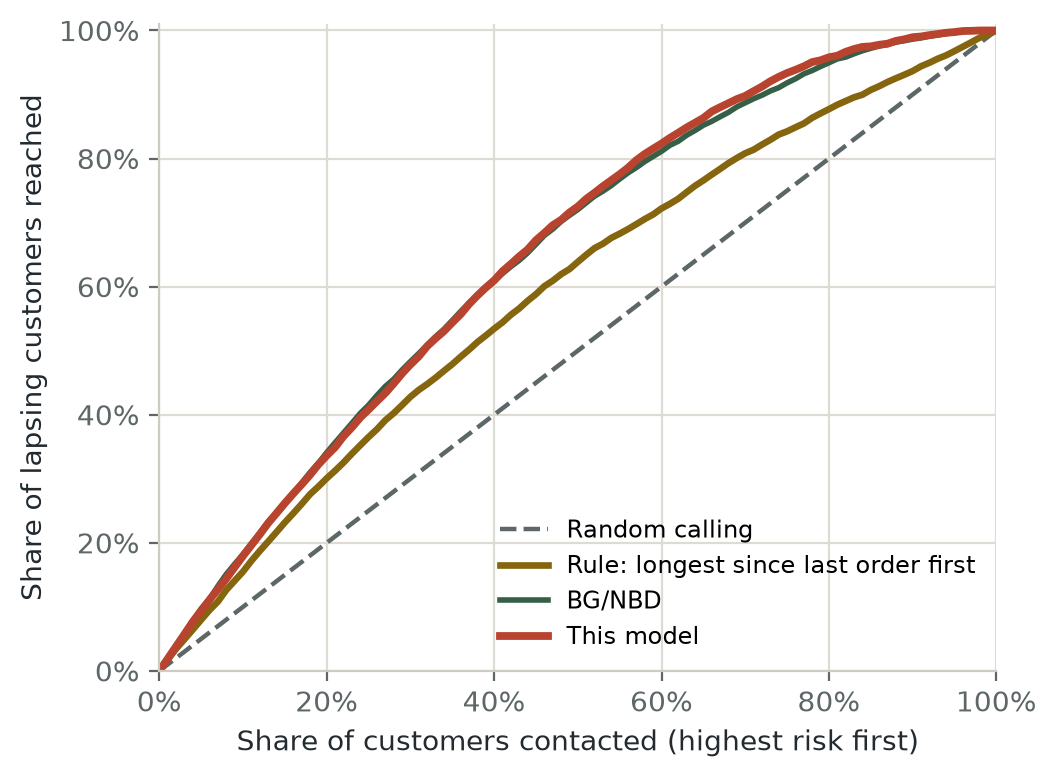 Share of lapsing customers reached
100%
80%
60%
40%
20%
0%
Random calling
Rule: longest since last order first
BG/NBD
This model
0%
20%
40%
60%
80%
100%
Share of customers contacted (highest risk first)